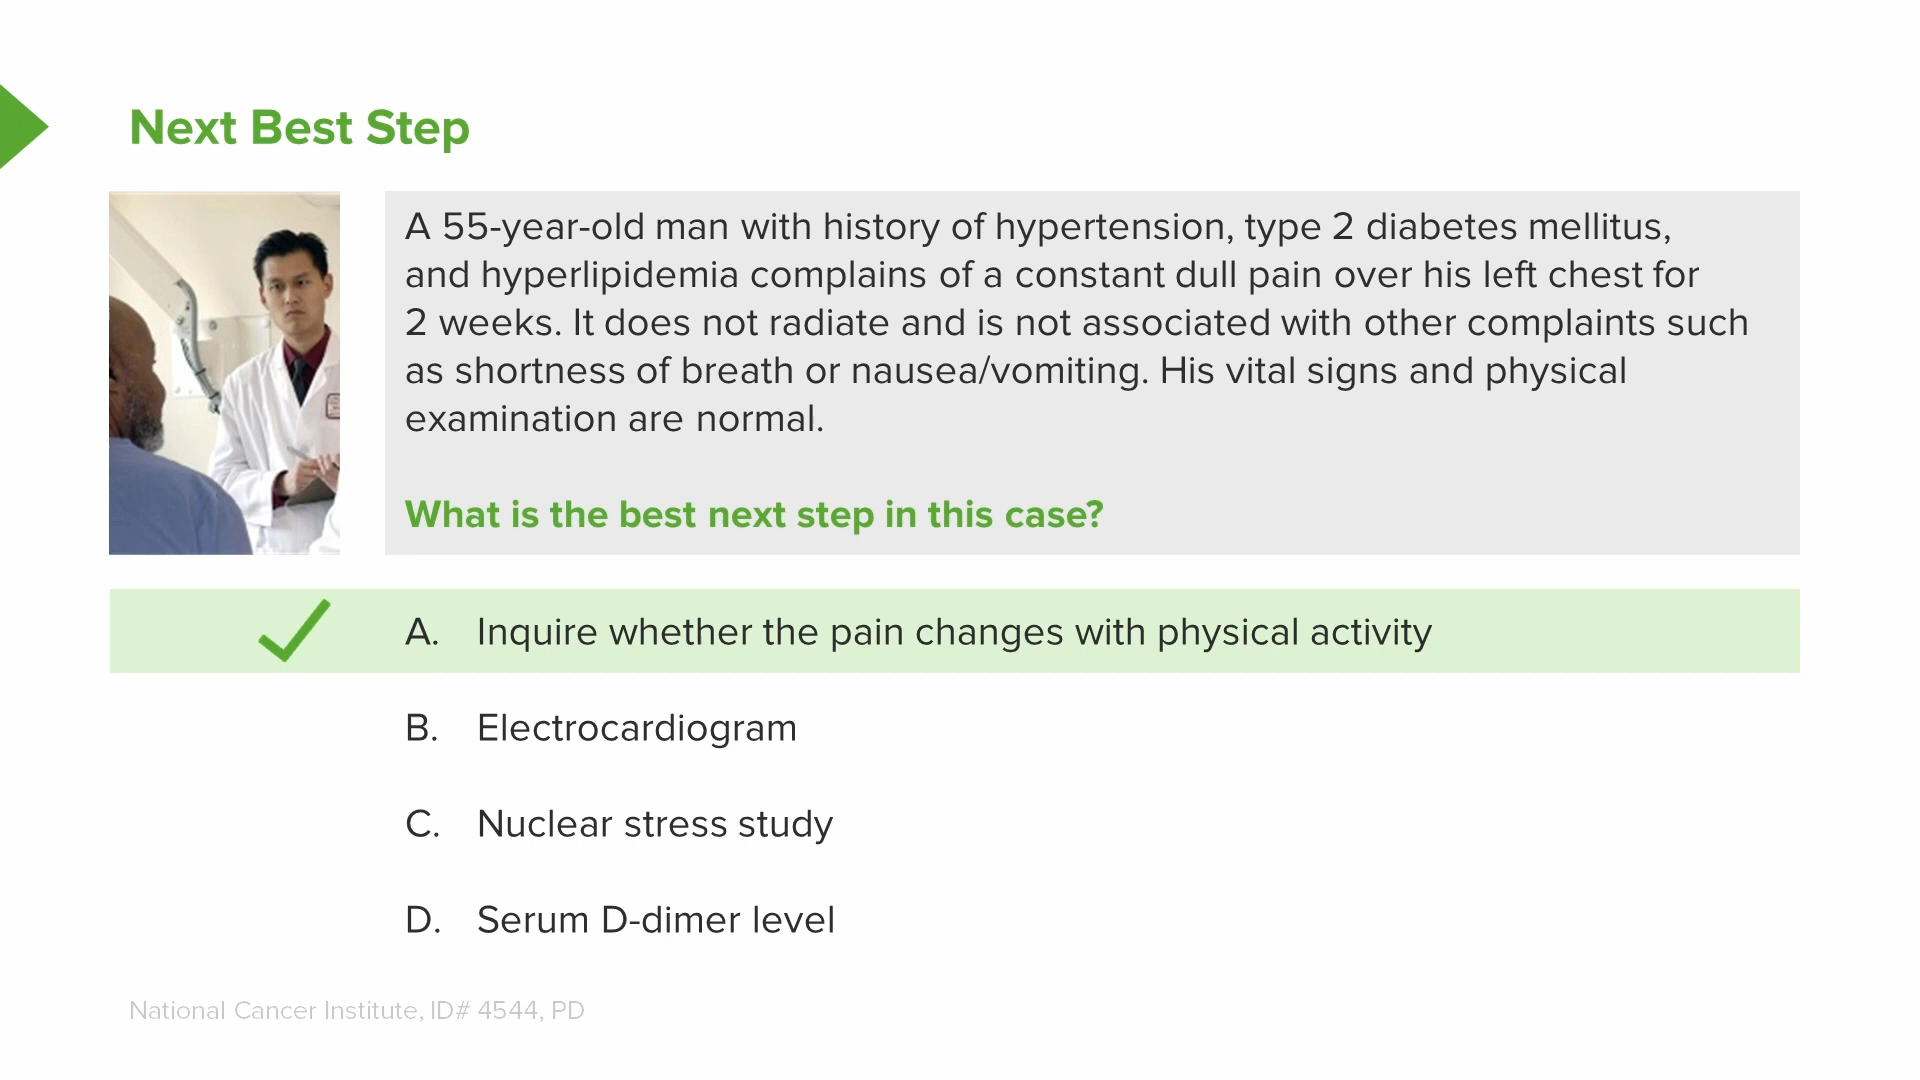 Next Best Step
A 55-year-old man with history of hypertension, type 2 diabetes mellitus,
and hyperlipidemia complains of a constant dull pain over his left chest for
2 weeks. It does not radiate and is not associated with other complaints such
as shortness of breath or nausea/vomiting. His vital signs and physical
examination are normal.
What is the best next step in this case?
A. Inquire whether the pain changes with physical activity
B. Electrocardiogram
C. Nuclear stress study
D. Serum D-dimer level
National Cancer Institute, ID# 4544, PD